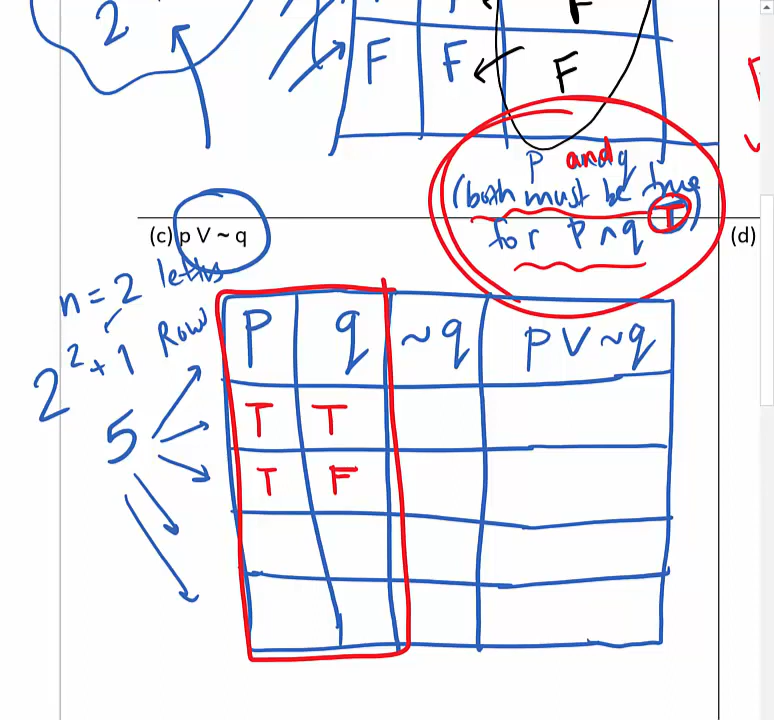 2
F
F F F
P and q
(both must be true)
for P ∧ q T
(c) p V ~ q
(d)
n = 2 letters
2² + 1 Row
5
P q ~q p V ~q
T T
T F